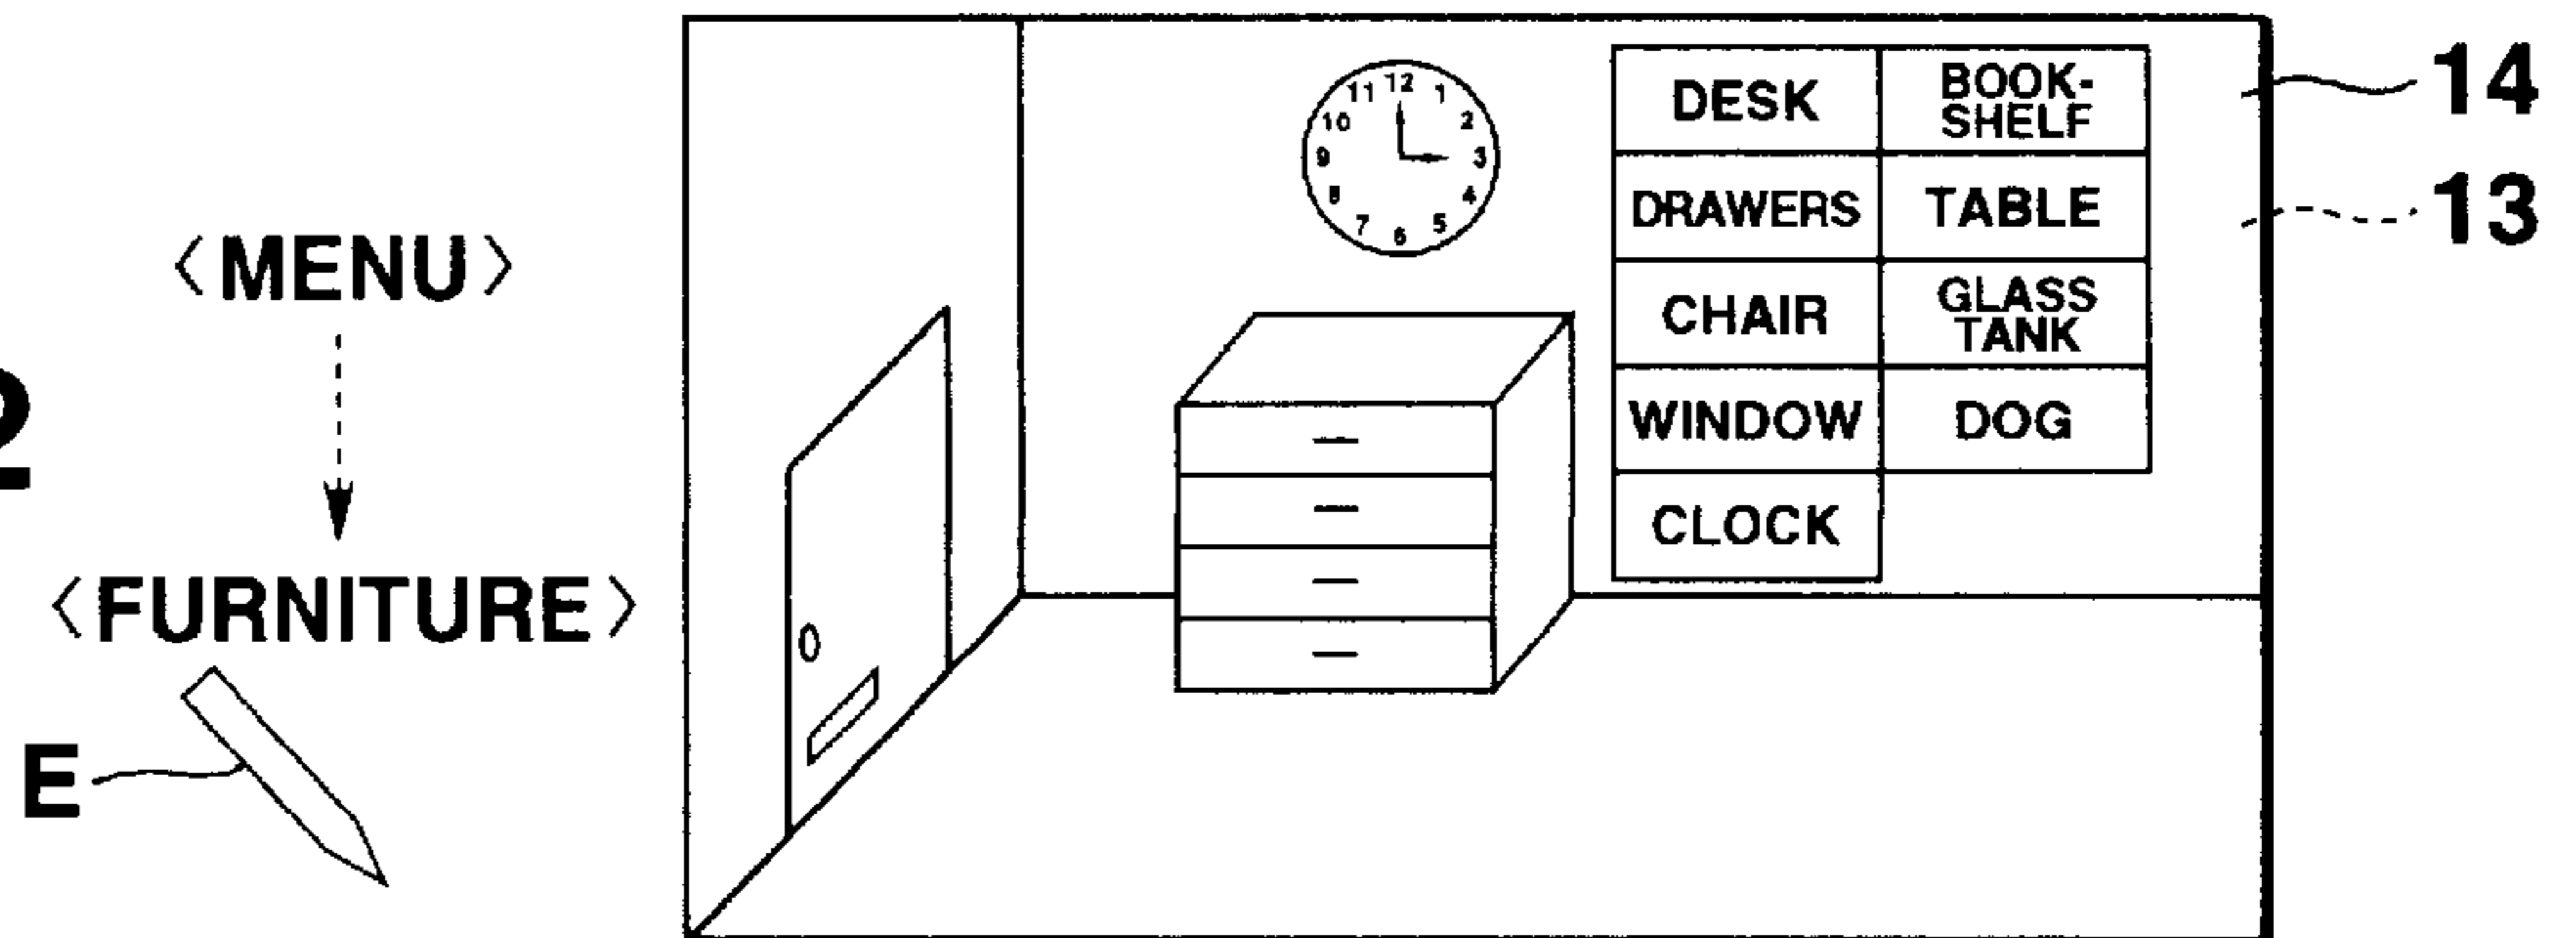 2
<MENU>
<FURNITURE>
E
12
1
2
3
4
5
6
7
8
9
10
11
DESK
BOOK-
SHELF
DRAWERS
TABLE
CHAIR
GLASS
TANK
WINDOW
DOG
CLOCK
14
13